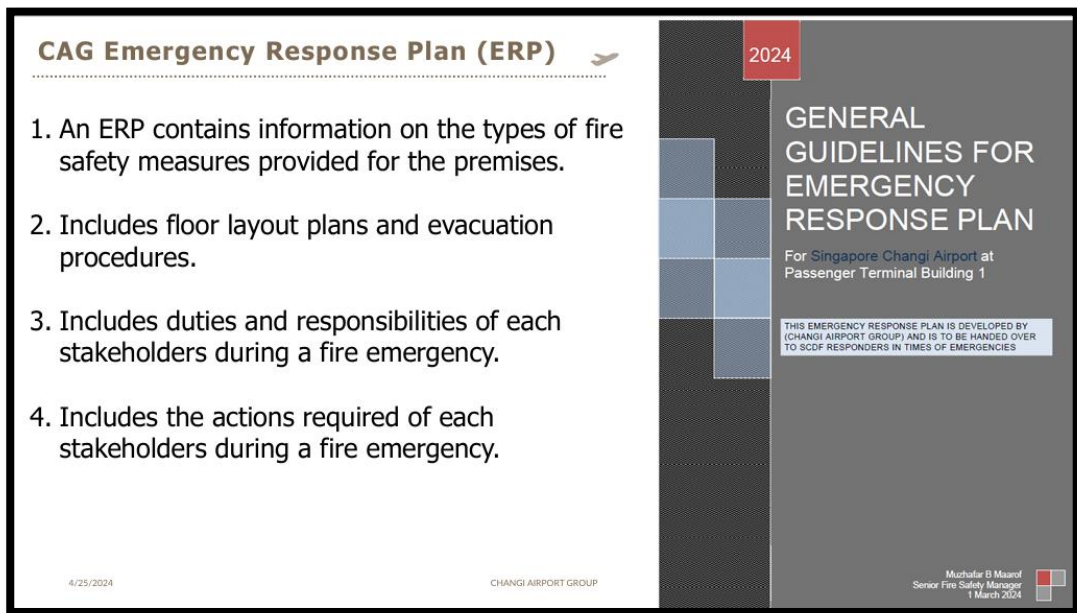 CAG Emergency Response Plan (ERP)
1. An ERP contains information on the types of fire
safety measures provided for the premises.
2. Includes floor layout plans and evacuation
procedures.
3. Includes duties and responsibilities of each
stakeholders during a fire emergency.
4. Includes the actions required of each
stakeholders during a fire emergency.
4/25/2024
CHANGI AIRPORT GROUP
2024
GENERAL
GUIDELINES FOR
EMERGENCY
RESPONSE PLAN
For Singapore Changi Airport at
Passenger Terminal Building 1
THIS EMERGENCY RESPONSE PLAN IS DEVELOPED BY
(CHANGI AIRPORT GROUP) AND IS TO BE HANDED OVER
TO SCDF RESPONDERS IN TIMES OF EMERGENCIES
Muzhafar B Maarof
Senior Fire Safety Manager
1 March 2024